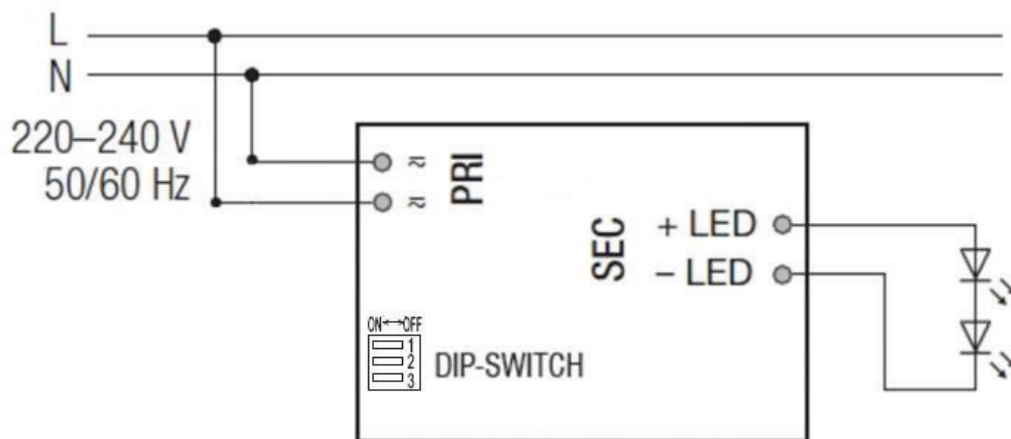 L
N
220–240 V
50/60 Hz
≈
≈
PRI
SEC
+ LED
− LED
ON↔OFF
1
2
3
DIP-SWITCH